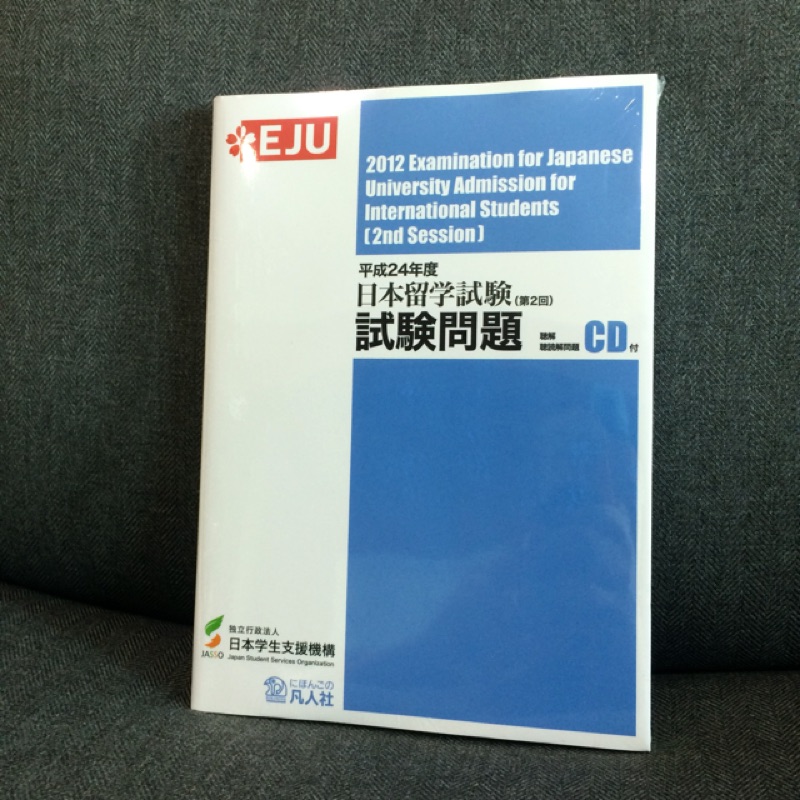 EJU
2012 Examination for Japanese
University Admission for
International Students
(2nd Session)
平成24年度
日本留学試験(第2回)
試験問題
聴解
聴読解問題
CD付
独立行政法人
日本学生支援機構
Japan Student Services Organization
JASSO
にほんごの
凡人社